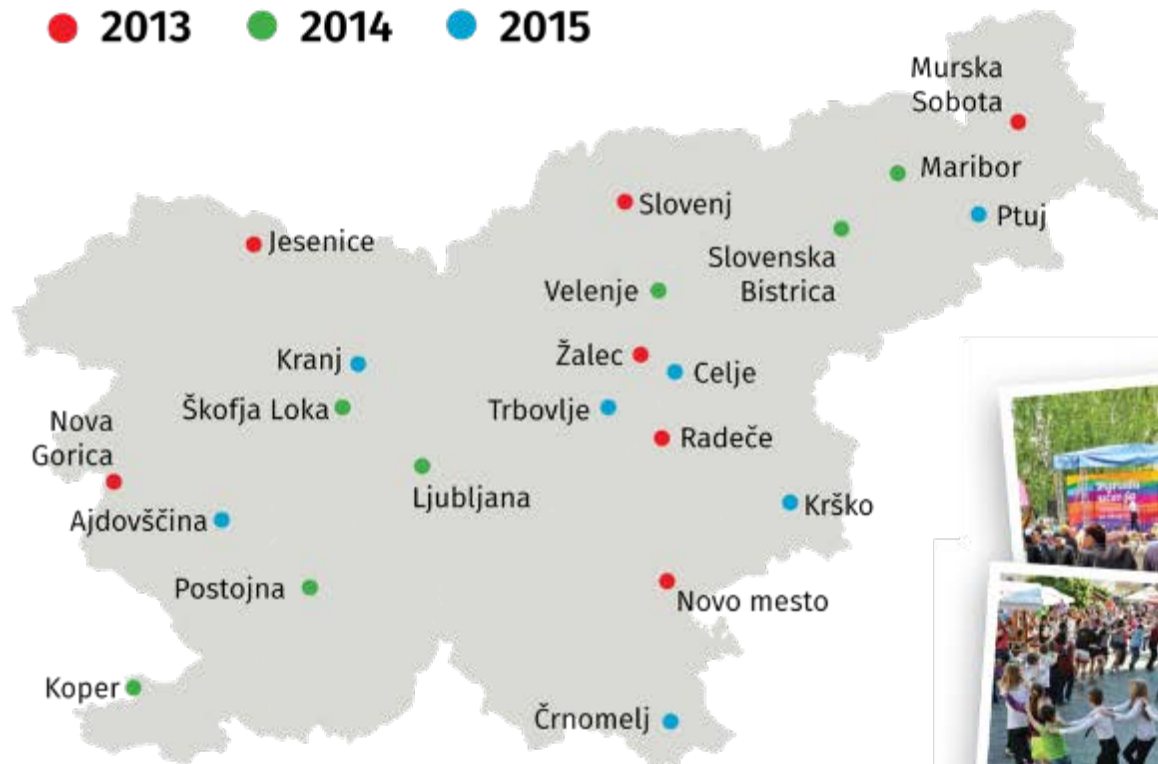 2013 2014 2015
Murska
Sobota
Maribor
Slovenj
Ptuj
Jesenice
Slovenska
Bistrica
Velenje
Žalec
Kranj
Celje
Škofja Loka
Trbovlje
Nova
Gorica
Radeče
Ljubljana
Krško
Ajdovščina
Postojna
Novo mesto
Koper
Črnomelj